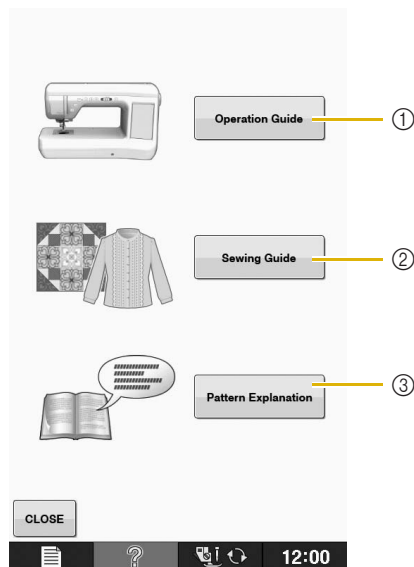 Operation Guide
①
Sewing Guide
②
Pattern Explanation
③
CLOSE
12:00